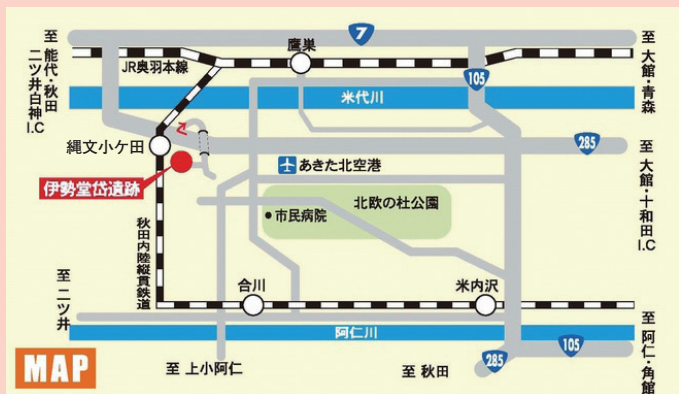 至 能代・秋田
二ツ井白神I.C
7
至 大館・青森
鷹巣
JR奥羽本線
105
米代川
縄文小ケ田
285
至 大館・十和田I.C
あきた北空港
伊勢堂岱遺跡
北欧の杜公園
市民病院
秋田内陸縦貫鉄道
至 二ツ井
合川
米内沢
至 阿仁・角館
阿仁川
105
MAP
至 上小阿仁
至 秋田
285